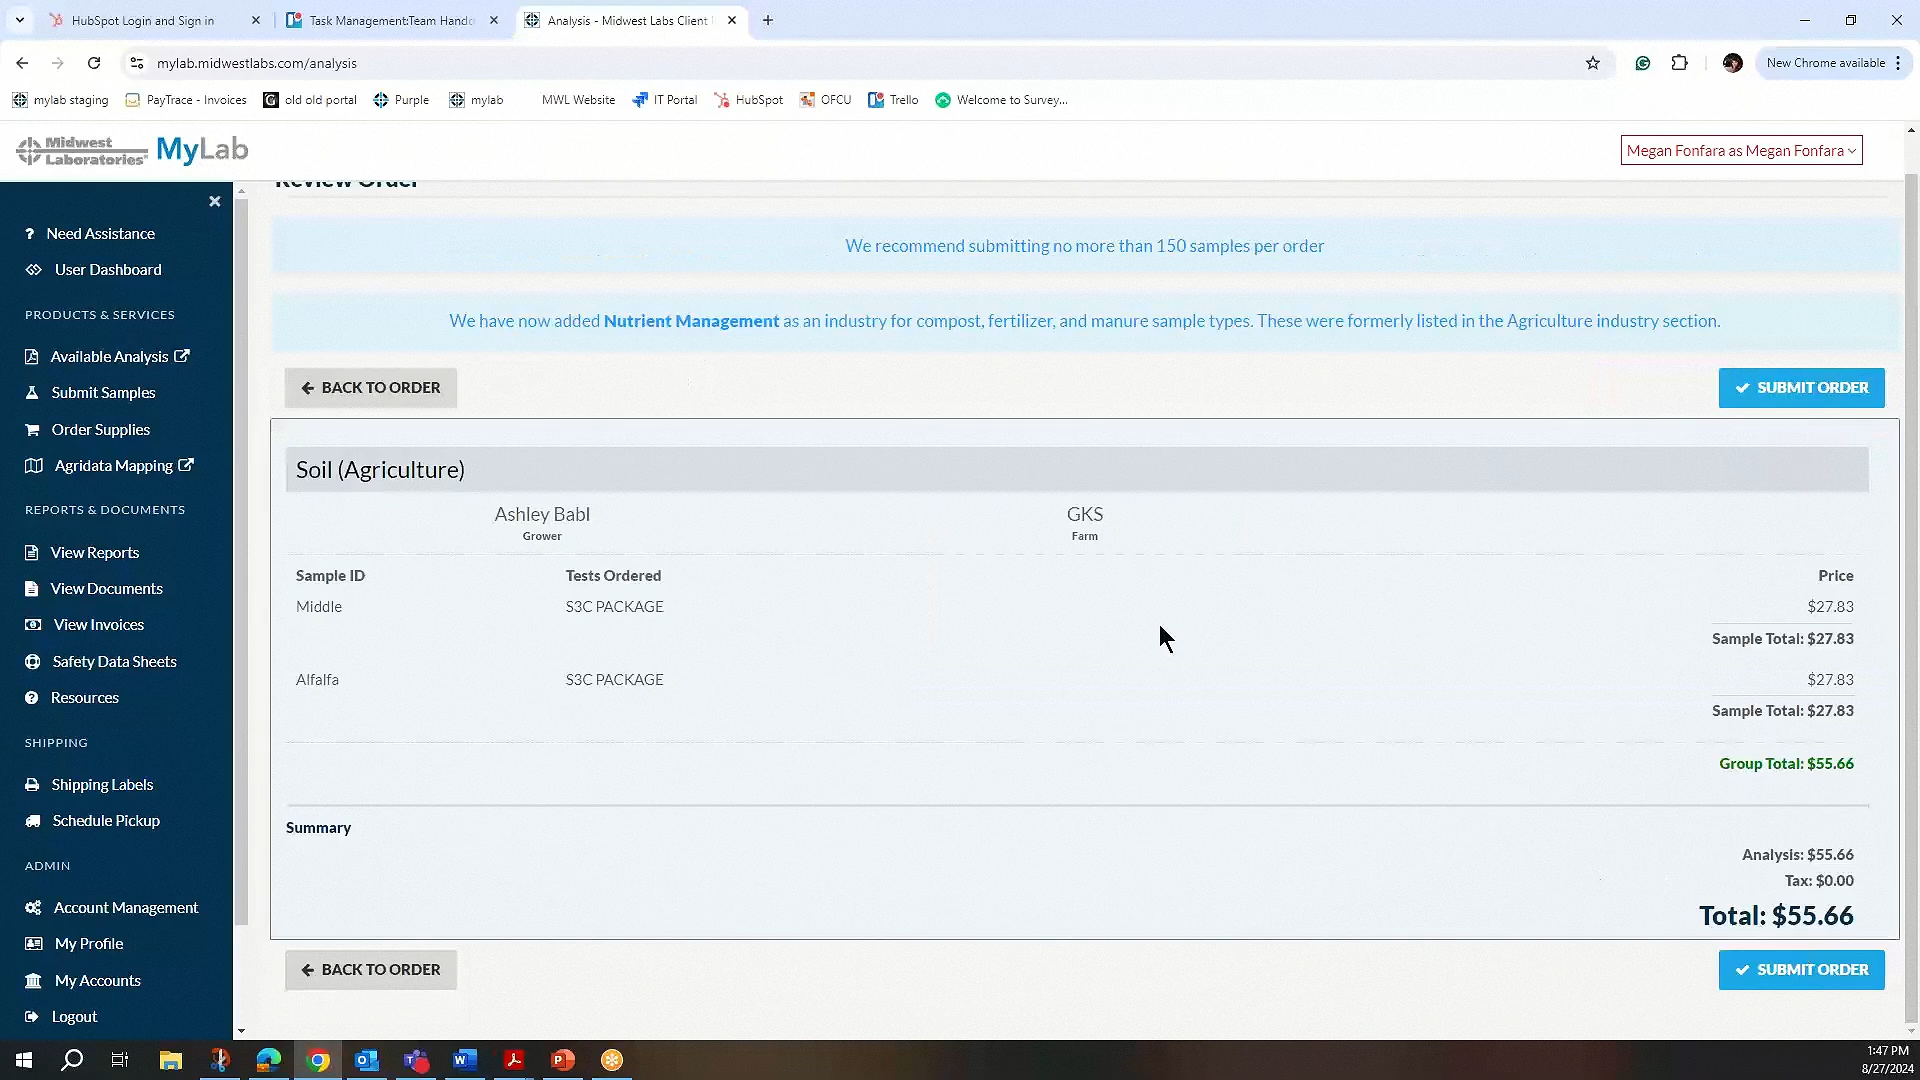 HubSpot Login and Sign in
Task Management:Team Hando
Analysis - Midwest Labs Client
mylab.midwestlabs.com/analysis
New Chrome available
mylab staging
PayTrace - Invoices
old old portal
Purple
mylab
MWL Website
IT Portal
HubSpot
OFCU
Trello
Welcome to Survey...
Midwest
Laboratories
MyLab
Megan Fonfara as Megan Fonfara
Need Assistance
User Dashboard
PRODUCTS & SERVICES
Available Analysis
Submit Samples
Order Supplies
Agridata Mapping
REPORTS & DOCUMENTS
View Reports
View Documents
View Invoices
Safety Data Sheets
Resources
SHIPPING
Shipping Labels
Schedule Pickup
ADMIN
Account Management
My Profile
My Accounts
Logout
Review Order
We recommend submitting no more than 150 samples per order
We have now added Nutrient Management as an industry for compost, fertilizer, and manure sample types. These were formerly listed in the Agriculture industry section.
BACK TO ORDER
SUBMIT ORDER
Soil (Agriculture)
Ashley Babl
Grower
GKS
Farm
Sample ID Tests Ordered Price
Middle S3C PACKAGE $27.83
Sample Total: $27.83
Alfalfa S3C PACKAGE $27.83
Sample Total: $27.83
Group Total: $55.66
Summary
Analysis: $55.66
Tax: $0.00
Total: $55.66
BACK TO ORDER
SUBMIT ORDER
1:47 PM
8/27/2024